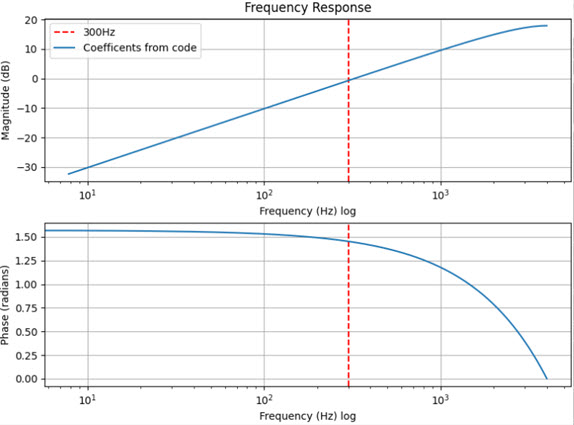 Frequency Response
300Hz
Coefficents from code
20
10
0
−10
−20
−30
Magnitude (dB)
10¹ 10² 10³
Frequency (Hz) log
1.50
1.25
1.00
0.75
0.50
0.25
0.00
Phase (radians)
10¹ 10² 10³
Frequency (Hz) log